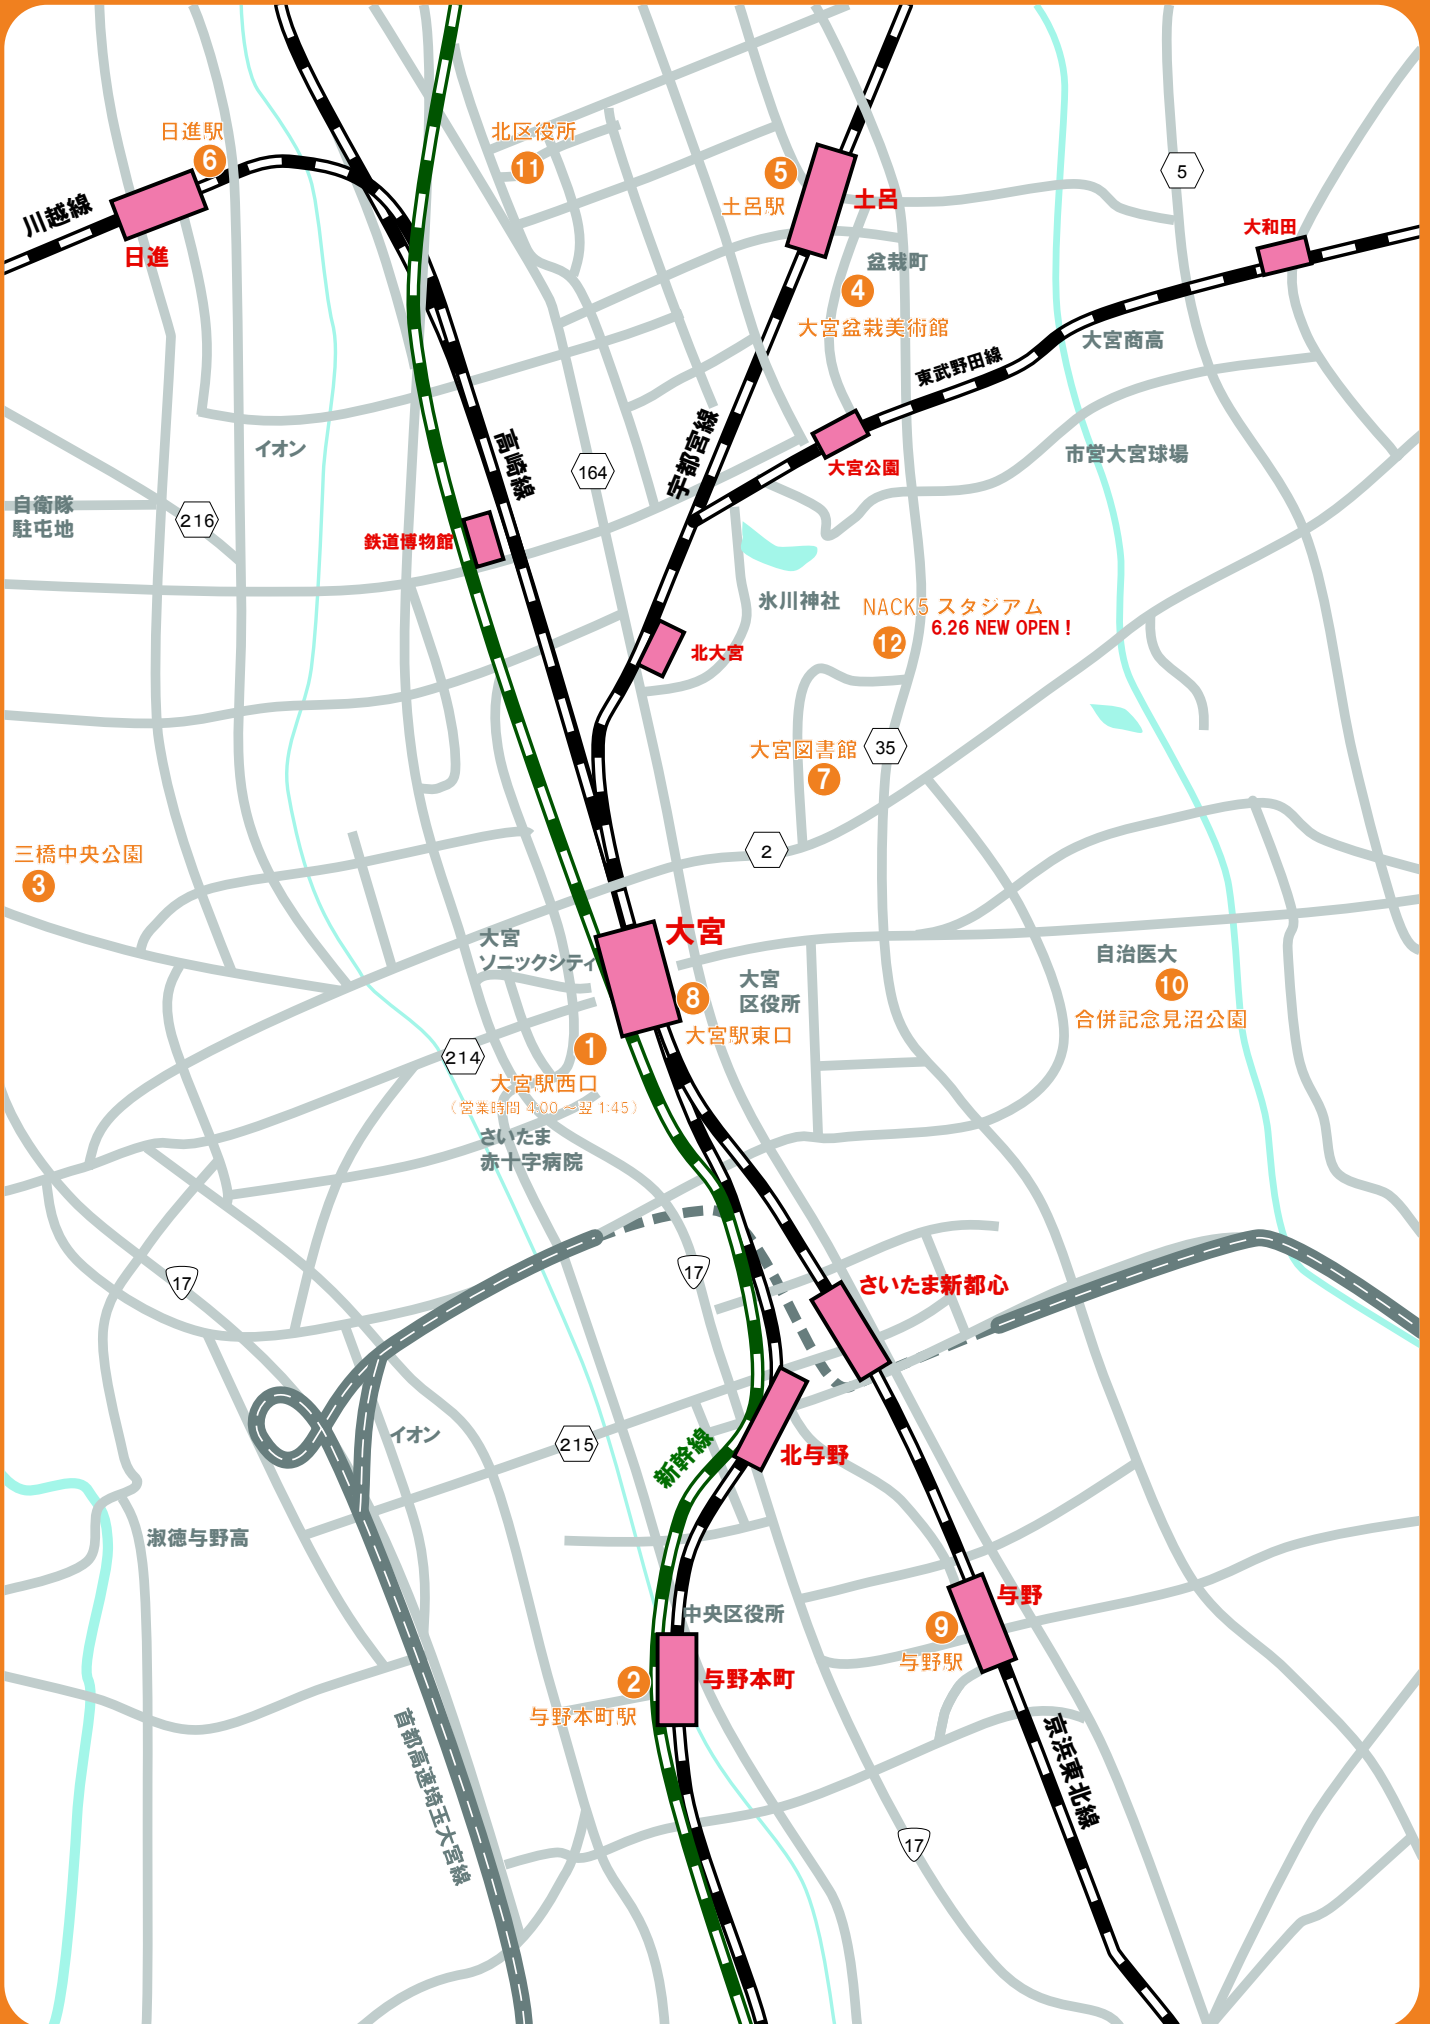 日進駅
6
北区役所
11
5
土呂駅
土呂
5
川越線
日進
大和田
盆栽町
4
大宮盆栽美術館
大宮商高
東武野田線
イオン
高崎線
宇都宮線
164
大宮公園
市営大宮球場
自衛隊
駐屯地
216
鉄道博物館
氷川神社
NACK5 スタジアム
6.26 NEW OPEN !
12
北大宮
大宮図書館
7
35
三橋中央公園
3
2
大宮
大宮
ソニックシティ
大宮
区役所
自治医大
10
合併記念見沼公園
8
大宮駅東口
1
大宮駅西口
（営業時間 4:00 ～翌 1:45）
214
さいたま
赤十字病院
17
17
さいたま新都心
イオン
215
新幹線
北与野
淑徳与野高
中央区役所
与野
9
与野駅
2
与野本町
与野本町駅
首都高速埼玉大宮線
京浜東北線
17